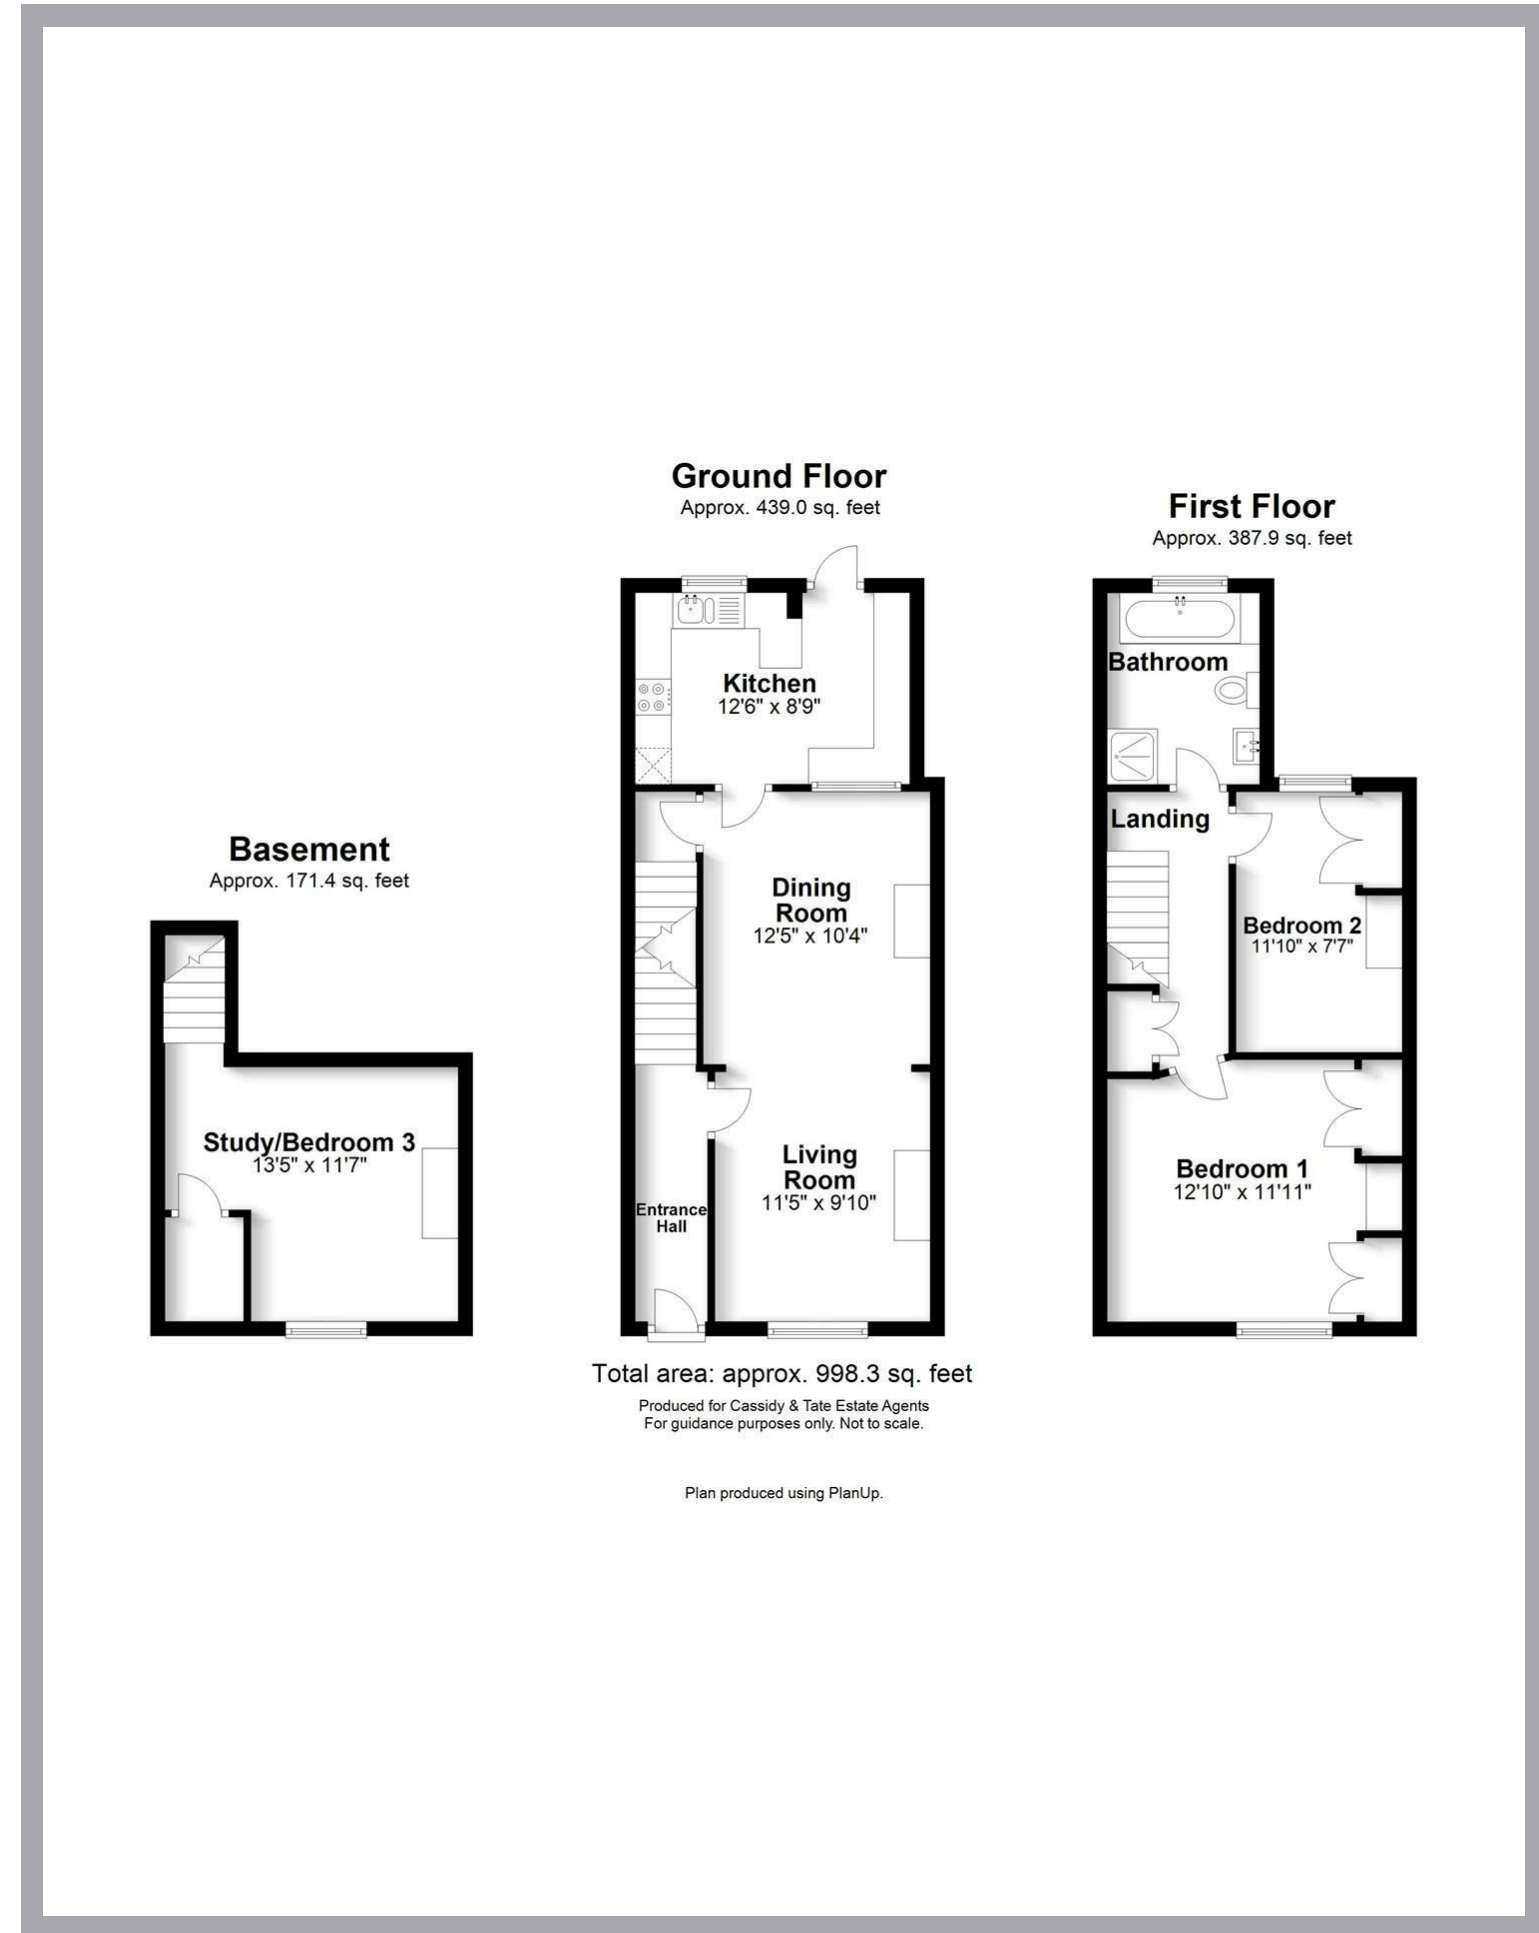 Ground Floor
Approx. 439.0 sq. feet
First Floor
Approx. 387.9 sq. feet
Basement
Approx. 171.4 sq. feet
Kitchen
12'6" x 8'9"
Dining
Room
12'5" x 10'4"
Living
Room
11'5" x 9'10"
Entrance
Hall
Bathroom
Landing
Bedroom 2
11'10" x 7'7"
Bedroom 1
12'10" x 11'11"
Study/Bedroom 3
13'5" x 11'7"
Total area: approx. 998.3 sq. feet
Produced for Cassidy & Tate Estate Agents
For guidance purposes only. Not to scale.
Plan produced using PlanUp.